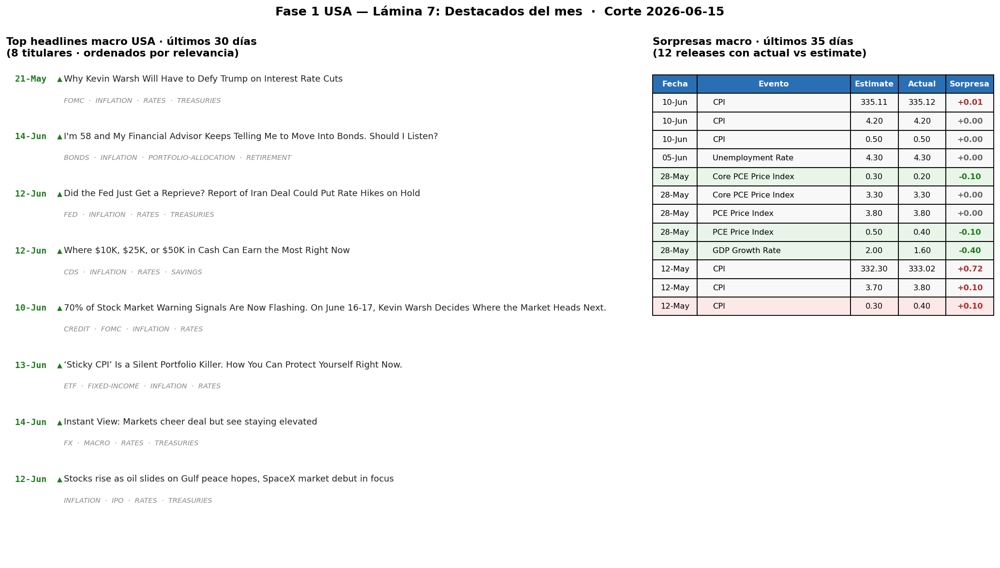 Fase 1 USA — Lámina 7: Destacados del mes · Corte 2026-06-15
Top headlines macro USA · últimos 30 días
(8 titulares · ordenados por relevancia)
21-May ▲ Why Kevin Warsh Will Have to Defy Trump on Interest Rate Cuts
FOMC · INFLATION · RATES · TREASURIES
14-Jun ▲ I'm 58 and My Financial Advisor Keeps Telling Me to Move Into Bonds. Should I Listen?
BONDS · INFLATION · PORTFOLIO-ALLOCATION · RETIREMENT
12-Jun ▲ Did the Fed Just Get a Reprieve? Report of Iran Deal Could Put Rate Hikes on Hold
FED · INFLATION · RATES · TREASURIES
12-Jun ▲ Where $10K, $25K, or $50K in Cash Can Earn the Most Right Now
CDS · INFLATION · RATES · SAVINGS
10-Jun ▲ 70% of Stock Market Warning Signals Are Now Flashing. On June 16-17, Kevin Warsh Decides Where the Market Heads Next.
CREDIT · FOMC · INFLATION · RATES
13-Jun ▲ ‘Sticky CPI’ Is a Silent Portfolio Killer. How You Can Protect Yourself Right Now.
ETF · FIXED-INCOME · INFLATION · RATES
14-Jun ▲ Instant View: Markets cheer deal but see staying elevated
FX · MACRO · RATES · TREASURIES
12-Jun ▲ Stocks rise as oil slides on Gulf peace hopes, SpaceX market debut in focus
INFLATION · IPO · RATES · TREASURIES
Sorpresas macro · últimos 35 días
(12 releases con actual vs estimate)
Fecha Evento Estimate Actual Sorpresa
10-Jun CPI 335.11 335.12 +0.01
10-Jun CPI 4.20 4.20 +0.00
10-Jun CPI 0.50 0.50 +0.00
05-Jun Unemployment Rate 4.30 4.30 +0.00
28-May Core PCE Price Index 0.30 0.20 -0.10
28-May Core PCE Price Index 3.30 3.30 +0.00
28-May PCE Price Index 3.80 3.80 +0.00
28-May PCE Price Index 0.50 0.40 -0.10
28-May GDP Growth Rate 2.00 1.60 -0.40
12-May CPI 332.30 333.02 +0.72
12-May CPI 3.70 3.80 +0.10
12-May CPI 0.30 0.40 +0.10